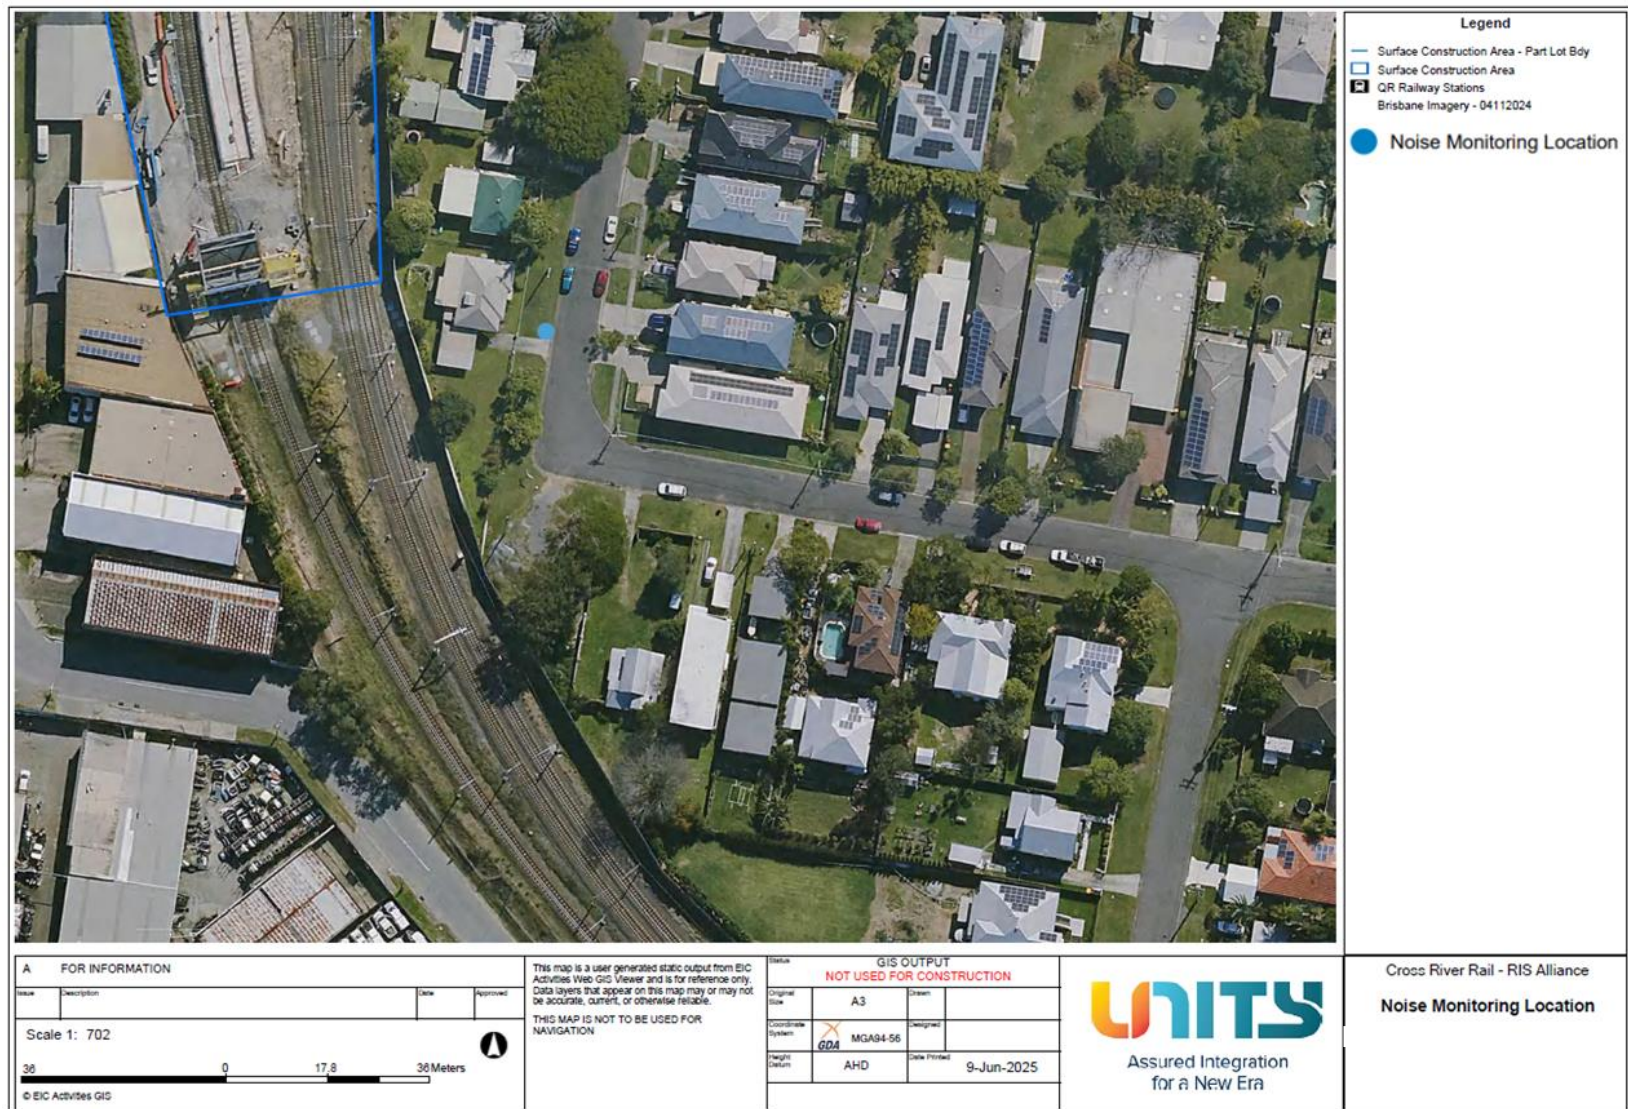 Legend
Surface Construction Area - Part Lot Bdy
Surface Construction Area
QR Railway Stations
Brisbane Imagery - 04112024
Noise Monitoring Location
A FOR INFORMATION
Issue Description Date Approved
Scale 1: 702
36 0 17.8 36 Meters
© EIC Activities GIS
This map is a user generated static output from EIC
Activities Web GIS Viewer and is for reference only.
Data layers that appear on this map may or may not
be accurate, current, or otherwise reliable.
THIS MAP IS NOT TO BE USED FOR
NAVIGATION
Status GIS OUTPUT
NOT USED FOR CONSTRUCTION
Original Size A3 Drawn
Coordinate System GDA MGA94-56 Designed
Height Datum AHD Date Printed 9-Jun-2025
UNITY
Assured Integration
for a New Era
Cross River Rail - RIS Alliance
Noise Monitoring Location